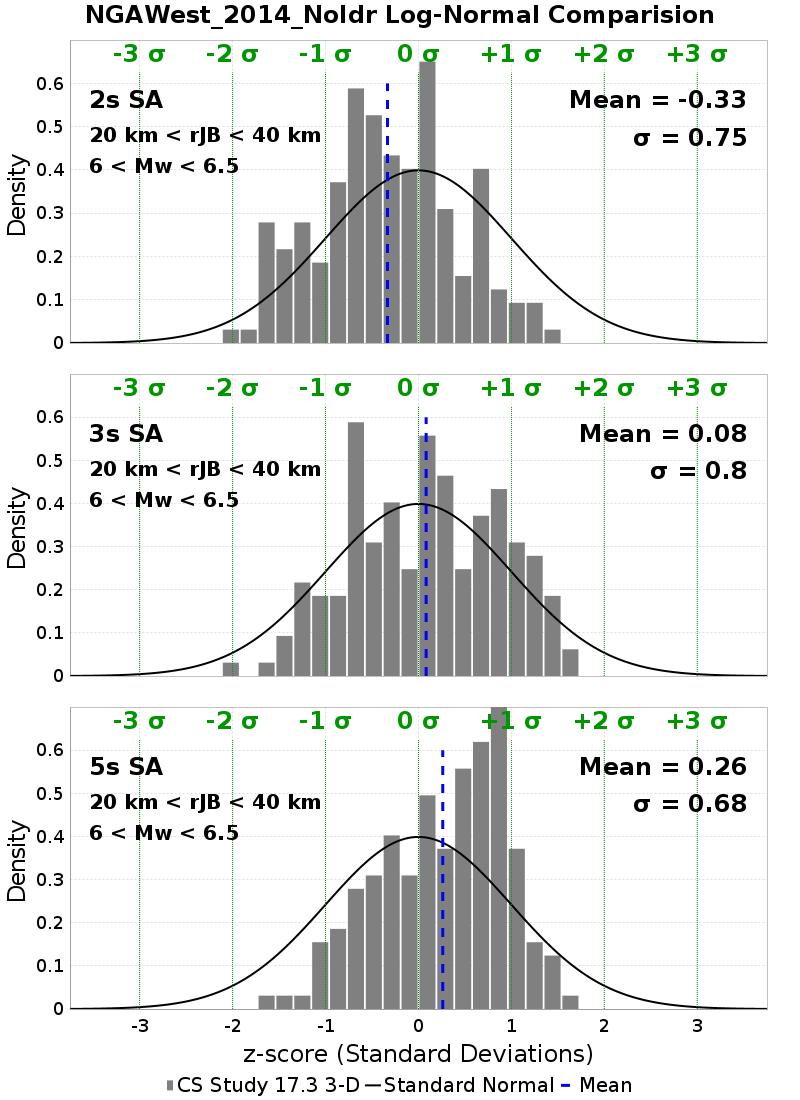 NGAWest_2014_NoIdr Log-Normal Comparision
-3 σ -2 σ -1 σ 0 σ +1 σ +2 σ +3 σ
0.6
2s SA Mean = -0.33
0.5
20 km < rJB < 40 km σ = 0.75
6 < Mw < 6.5
0.4
0.3
0.2
0.1
0
Density
-3 σ -2 σ -1 σ 0 σ +1 σ +2 σ +3 σ
0.6
3s SA Mean = 0.08
0.5
20 km < rJB < 40 km σ = 0.8
6 < Mw < 6.5
0.4
0.3
0.2
0.1
0
Density
-3 σ -2 σ -1 σ 0 σ +1 σ +2 σ +3 σ
0.6
5s SA Mean = 0.26
0.5
20 km < rJB < 40 km σ = 0.68
6 < Mw < 6.5
0.4
0.3
0.2
0.1
0
Density
-3 -2 -1 0 1 2 3
z-score (Standard Deviations)
CS Study 17.3 3-D Standard Normal Mean